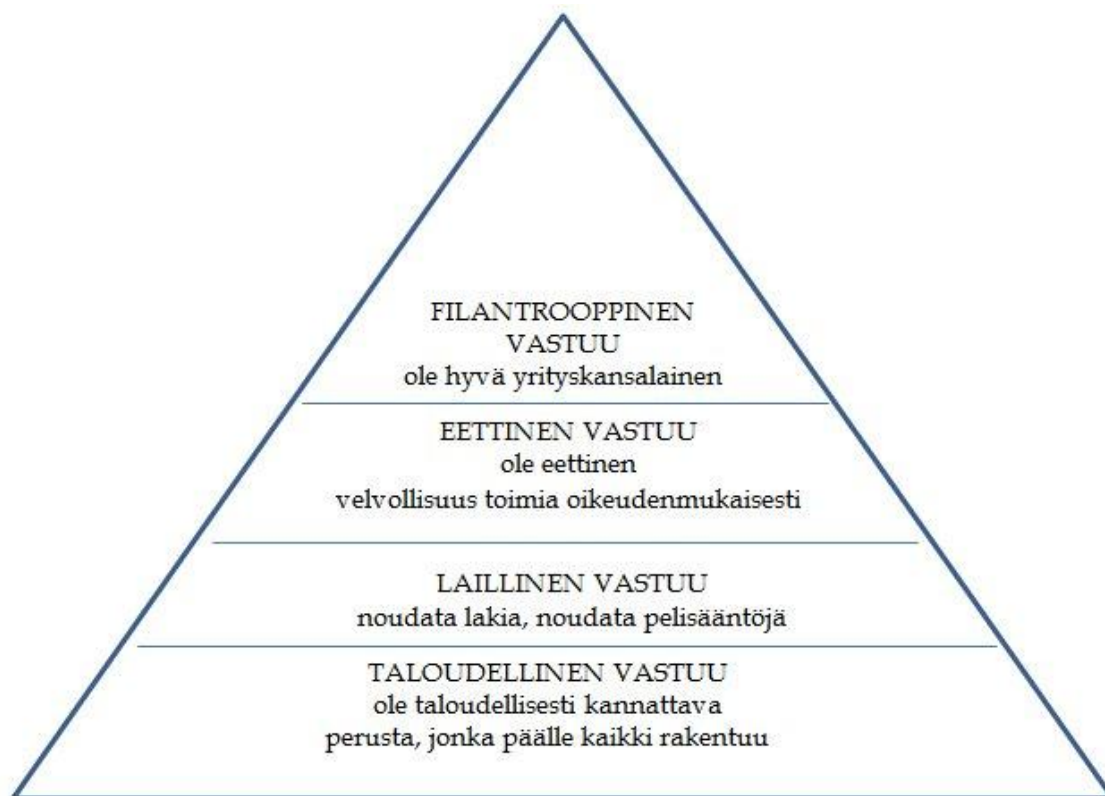 FILANTROOPPINEN
VASTUU
ole hyvä yrityskansalainen
EETTINEN VASTUU
ole eettinen
velvollisuus toimia oikeudenmukaisesti
LAILLINEN VASTUU
noudata lakia, noudata pelisääntöjä
TALOUDELLINEN VASTUU
ole taloudellisesti kannattava
perusta, jonka päälle kaikki rakentuu